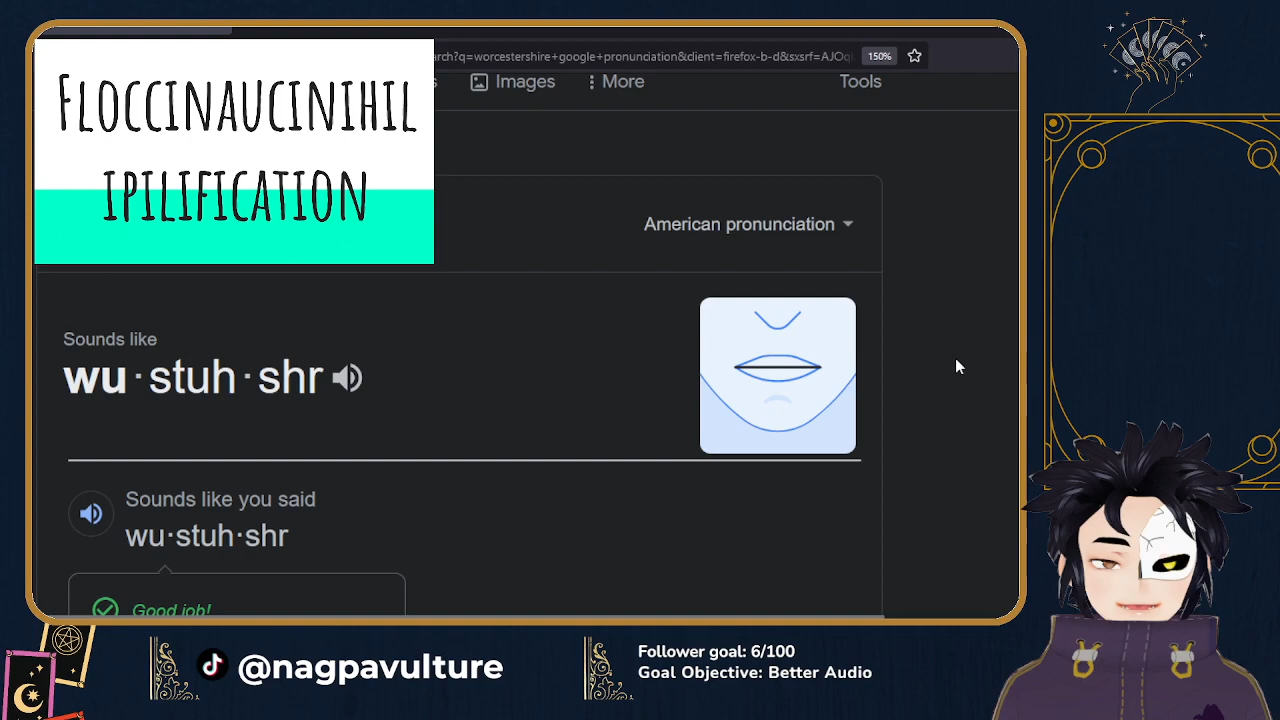 FLOCCINAUCINIHIL
IPILIFICATION
arch?q=worcestershire+google+pronunciation&client=firefox-b-d&sxsrf=AJOq
150%
Images
More
Tools
American pronunciation
Sounds like
wu·stuh·shr
Sounds like you said
wu·stuh·shr
Good job!
@nagpavulture
Follower goal: 6/100
Goal Objective: Better Audio